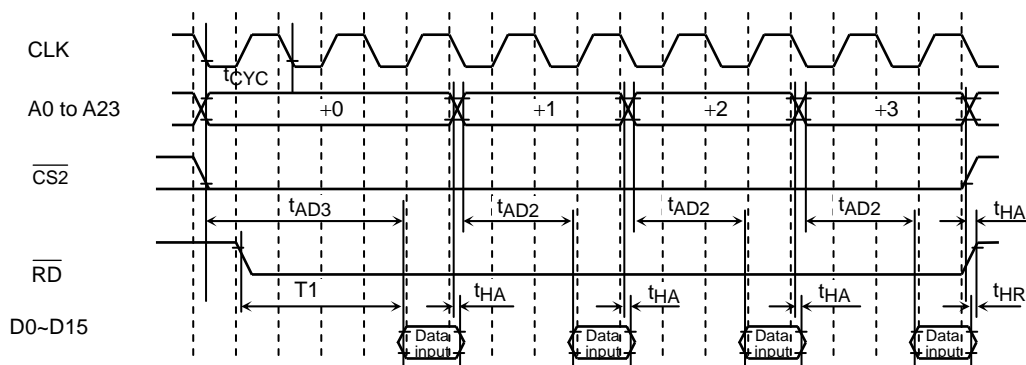 CLK
tCYC
A0 to A23
+0
+1
+2
+3
CS2
tAD3
tAD2
tAD2
tAD2
tHA
RD
T1
tHA
tHA
tHA
tHR
D0~D15
Data
input
Data
input
Data
input
Data
input